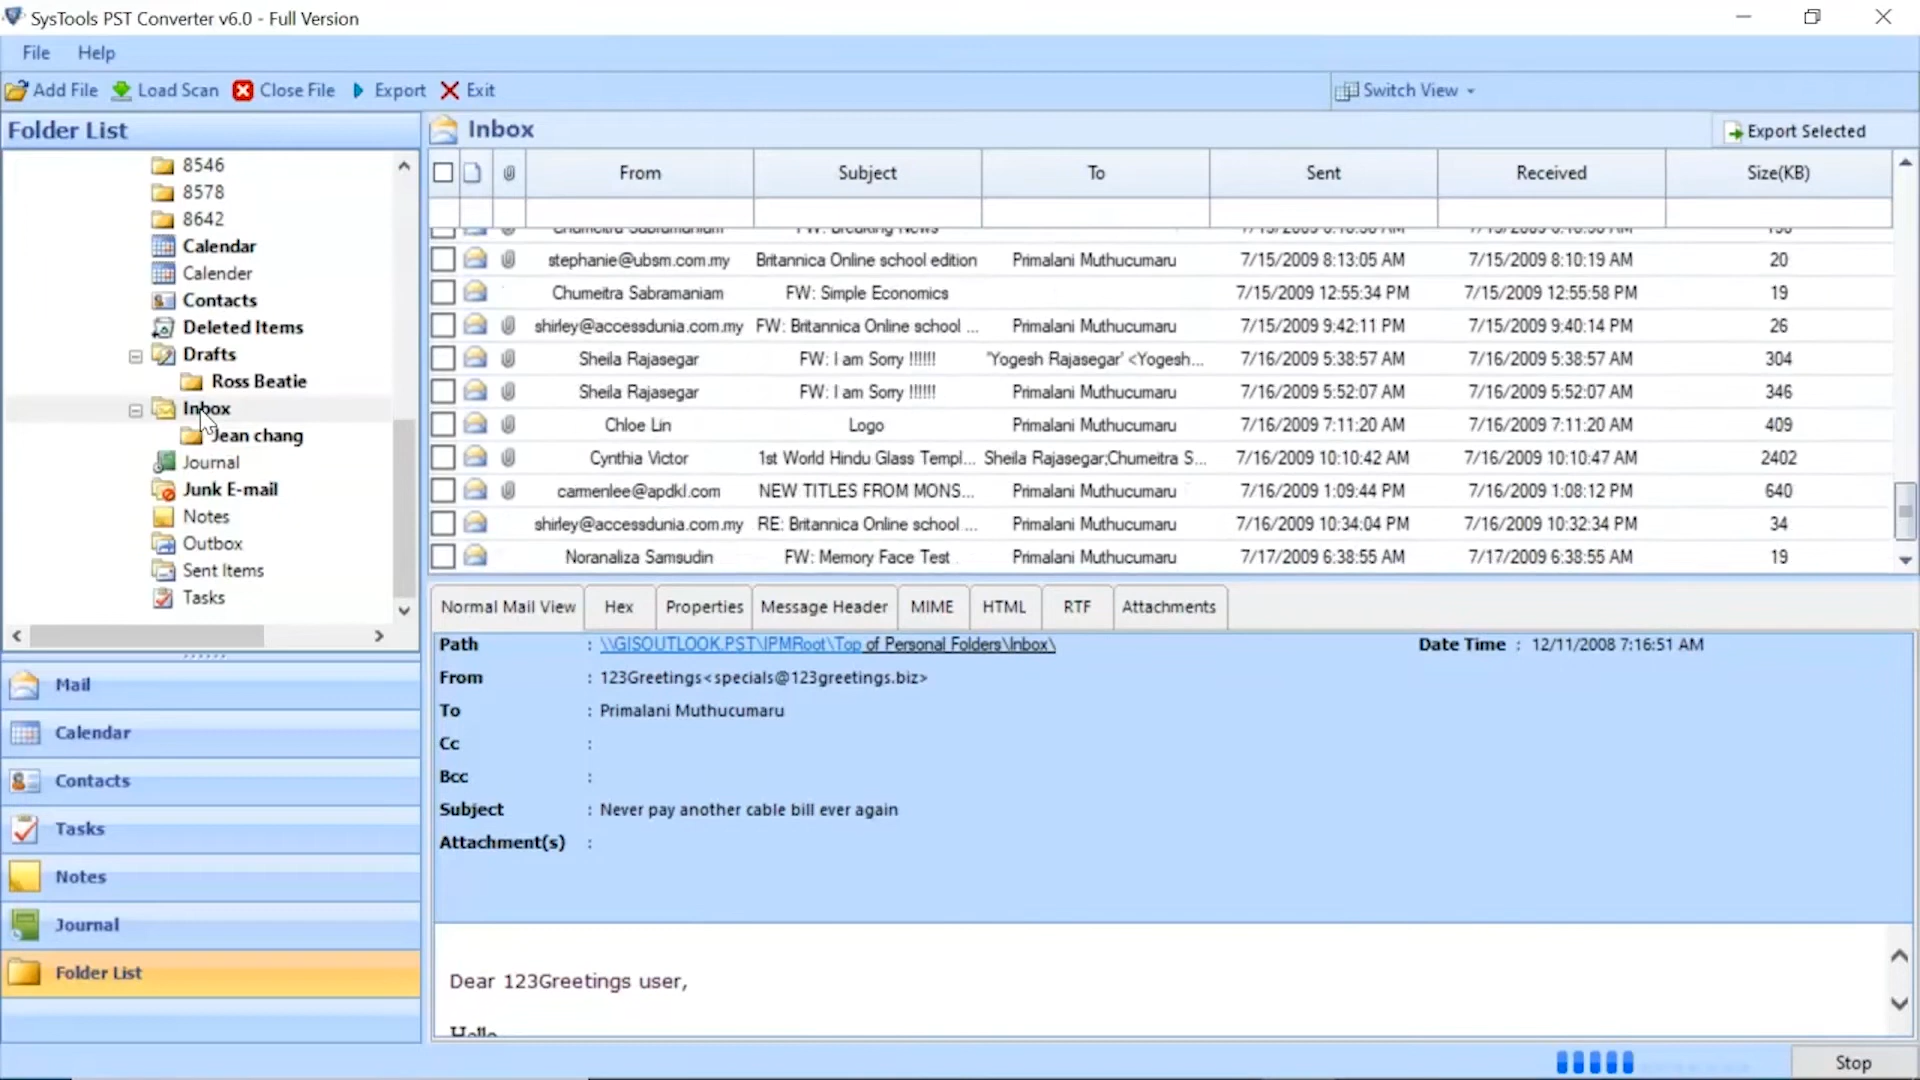 SysTools PST Converter v6.0 - Full Version
File Help
Add File Load Scan Close File Export Exit Switch View
Folder List
8546
8578
8642
Calendar
Calender
Contacts
Deleted Items
Drafts
Ross Beatie
Inbox
Jean chang
Journal
Junk E-mail
Notes
Outbox
Sent Items
Tasks
Mail
Calendar
Contacts
Tasks
Notes
Journal
Folder List
Inbox Export Selected
From Subject To Sent Received Size(KB)
Chumeitra Sabramaniam FW: Breaking News
stephanie@ubsm.com.my Britannica Online school edition Primalani Muthucumaru 7/15/2009 8:13:05 AM 7/15/2009 8:10:19 AM 20
Chumeitra Sabramaniam FW: Simple Economics 7/15/2009 12:55:34 PM 7/15/2009 12:55:58 PM 19
shirley@accessdunia.com.my FW: Britannica Online school ... Primalani Muthucumaru 7/15/2009 9:42:11 PM 7/15/2009 9:40:14 PM 26
Sheila Rajasegar FW: I am Sorry !!!!!! 'Yogesh Rajasegar' <Yogesh... 7/16/2009 5:38:57 AM 7/16/2009 5:38:57 AM 304
Sheila Rajasegar FW: I am Sorry !!!!!! Primalani Muthucumaru 7/16/2009 5:52:07 AM 7/16/2009 5:52:07 AM 346
Chloe Lin Logo Primalani Muthucumaru 7/16/2009 7:11:20 AM 7/16/2009 7:11:20 AM 409
Cynthia Victor 1st World Hindu Glass Templ... Sheila Rajasegar;Chumeitra S... 7/16/2009 10:10:42 AM 7/16/2009 10:10:47 AM 2402
carmenlee@apdkl.com NEW TITLES FROM MONS... Primalani Muthucumaru 7/16/2009 1:09:44 PM 7/16/2009 1:08:12 PM 640
shirley@accessdunia.com.my RE: Britannica Online school ... Primalani Muthucumaru 7/16/2009 10:34:04 PM 7/16/2009 10:32:34 PM 34
Noranaliza Samsudin FW: Memory Face Test Primalani Muthucumaru 7/17/2009 6:38:55 AM 7/17/2009 6:38:55 AM 19
Normal Mail View Hex Properties Message Header MIME HTML RTF Attachments
Path : \\GISOUTLOOK.PST\IPMRoot\Top of Personal Folders\Inbox\ Date Time : 12/11/2008 7:16:51 AM
From : 123Greetings<specials@123greetings.biz>
To : Primalani Muthucumaru
Cc :
Bcc :
Subject : Never pay another cable bill ever again
Attachment(s) :
Dear 123Greetings user,
Hello
Stop